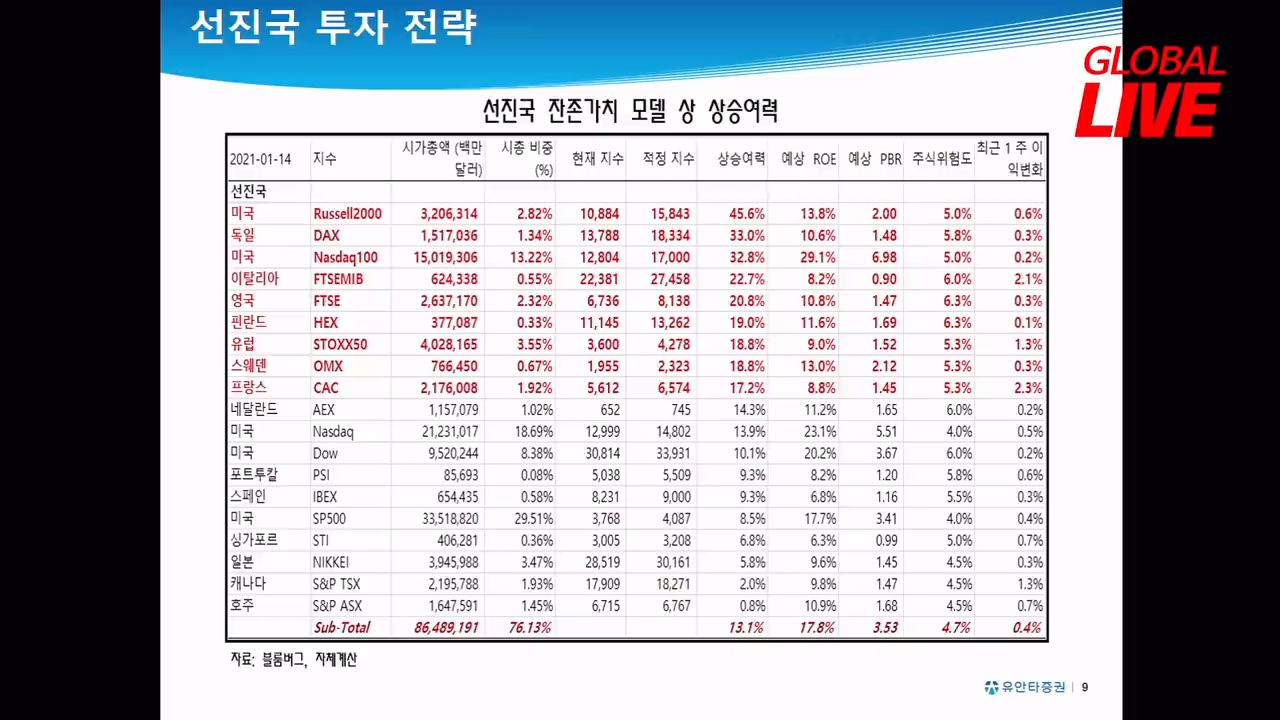 선진국 투자 전략
GLOBAL
LIVE
선진국 잔존가치 모델 상 상승여력
2021-01-14 지수 시가총액 (백만 달러) 시총 비중 (%) 현재 지수 적정 지수 상승여력 예상 ROE 예상 PBR 주식위험도 최근 1 주 이익변화
선진국
미국 Russell2000 3,206,314 2.82% 10,884 15,843 45.6% 13.8% 2.00 5.0% 0.6%
독일 DAX 1,517,036 1.34% 13,788 18,334 33.0% 10.6% 1.48 5.8% 0.3%
미국 Nasdaq100 15,019,306 13.22% 12,804 17,000 32.8% 29.1% 6.98 5.0% 0.2%
이탈리아 FTSEMIB 624,338 0.55% 22,381 27,458 22.7% 8.2% 0.90 6.0% 2.1%
영국 FTSE 2,637,170 2.32% 6,736 8,138 20.8% 10.8% 1.47 6.3% 0.3%
핀란드 HEX 377,087 0.33% 11,145 13,262 19.0% 11.6% 1.69 6.3% 0.1%
유럽 STOXX50 4,028,165 3.55% 3,600 4,278 18.8% 9.0% 1.52 5.3% 1.3%
스웨덴 OMX 766,450 0.67% 1,955 2,323 18.8% 13.0% 2.12 5.3% 0.3%
프랑스 CAC 2,176,008 1.92% 5,612 6,574 17.2% 8.8% 1.45 5.3% 2.3%
네달란드 AEX 1,157,079 1.02% 652 745 14.3% 11.2% 1.65 6.0% 0.2%
미국 Nasdaq 21,231,017 18.69% 12,999 14,802 13.9% 23.1% 5.51 4.0% 0.5%
미국 Dow 9,520,244 8.38% 30,814 33,931 10.1% 20.2% 3.67 6.0% 0.2%
포트투칼 PSI 85,693 0.08% 5,038 5,509 9.3% 8.2% 1.20 5.8% 0.6%
스페인 IBEX 654,435 0.58% 8,231 9,000 9.3% 6.8% 1.16 5.5% 0.3%
미국 SP500 33,518,820 29.51% 3,768 4,087 8.5% 17.7% 3.41 4.0% 0.4%
싱가포르 STI 406,281 0.36% 3,005 3,208 6.8% 6.3% 0.99 5.0% 0.7%
일본 NIKKEI 3,945,988 3.47% 28,519 30,161 5.8% 9.6% 1.45 4.5% 0.3%
캐나다 S&P TSX 2,195,788 1.93% 17,909 18,271 2.0% 9.8% 1.47 4.5% 1.3%
호주 S&P ASX 1,647,591 1.45% 6,715 6,767 0.8% 10.9% 1.68 4.5% 0.7%
Sub-Total 86,489,191 76.13% 13.1% 17.8% 3.53 4.7% 0.4%
자료: 블룸버그, 자체계산
유안타증권 | 9